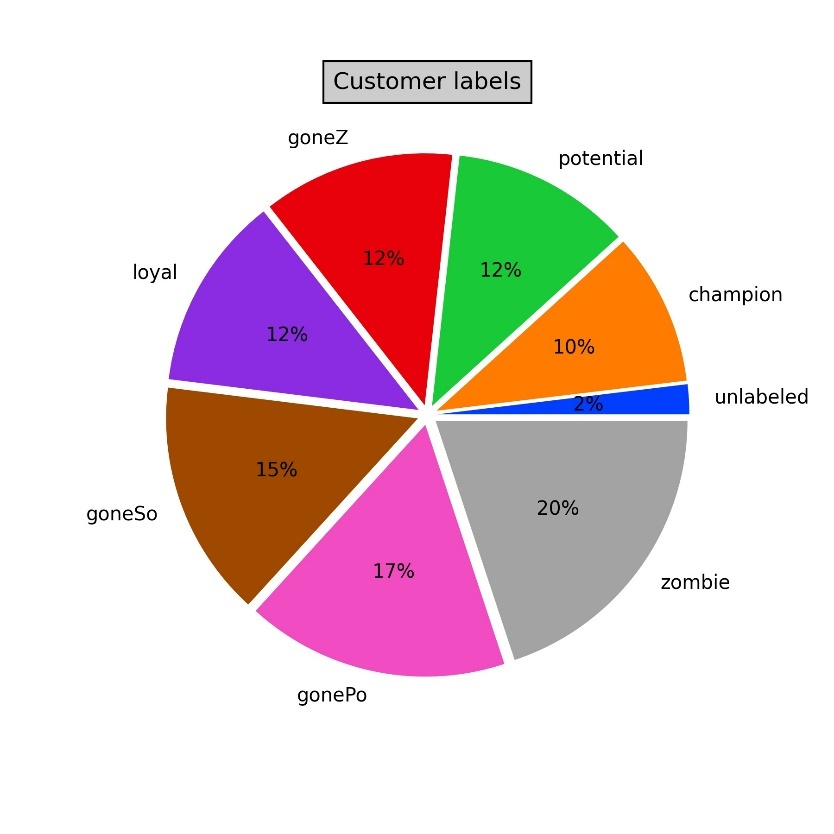 Customer labels
goneZ
potential
12%
12%
loyal
champion
12%
10%
unlabeled
2%
15%
goneSo
20%
17%
zombie
gonePo